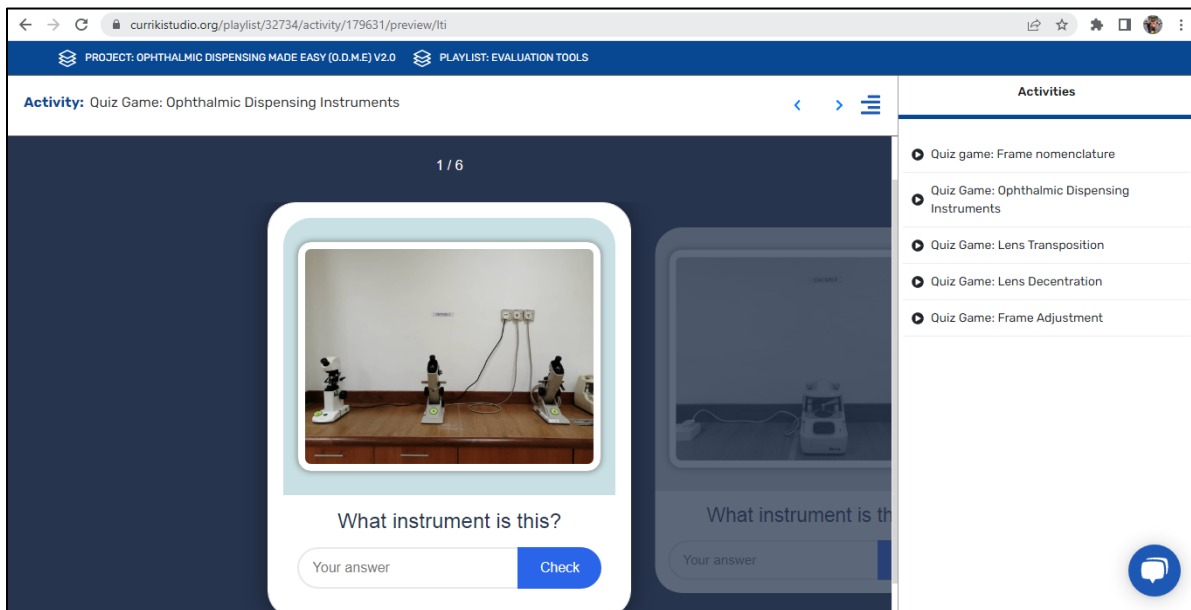 currikistudio.org/playlist/32734/activity/179631/preview/lti
PROJECT: OPHTHALMIC DISPENSING MADE EASY (O.D.M.E) V2.0
PLAYLIST: EVALUATION TOOLS
Activity: Quiz Game: Ophthalmic Dispensing Instruments
1 / 6
What instrument is this?
Your answer
Check
What instrument is th
Your answer
Activities
Quiz game: Frame nomenclature
Quiz Game: Ophthalmic Dispensing
Instruments
Quiz Game: Lens Transposition
Quiz Game: Lens Decentration
Quiz Game: Frame Adjustment